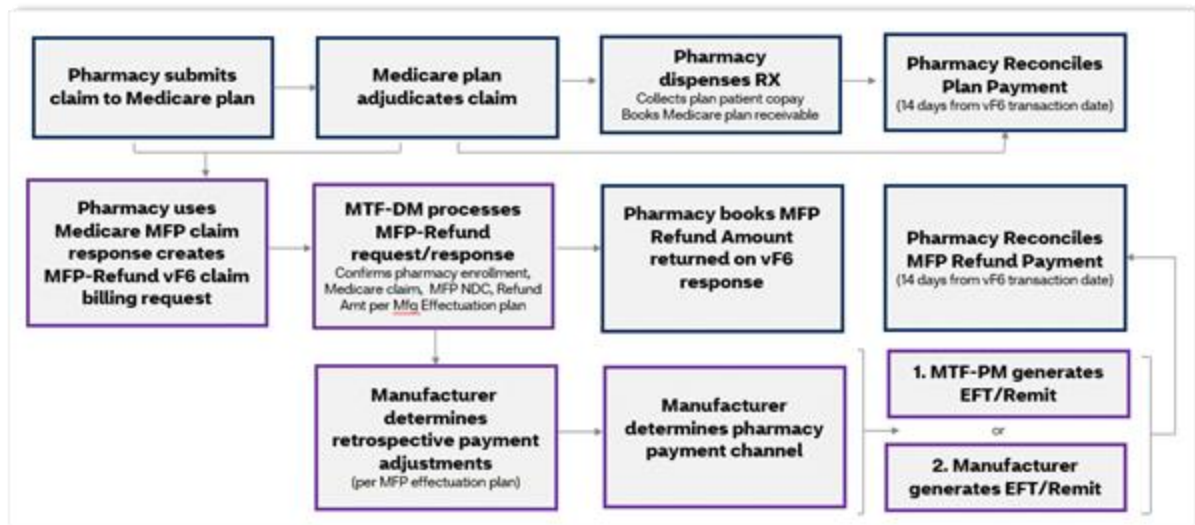 Pharmacy submits
claim to Medicare plan
Medicare plan
adjudicates claim
Pharmacy
dispenses RX
Collects plan patient copay
Books Medicare plan receivable
Pharmacy Reconciles
Plan Payment
(14 days from vF6 transaction date)
Pharmacy uses
Medicare MFP claim
response creates
MFP-Refund vF6 claim
billing request
MTF-DM processes
MFP-Refund
request/response
Confirms pharmacy enrollment,
Medicare claim, MFP NDC, Refund
Amt per Mfg Effectuation plan
Pharmacy books MFP
Refund Amount
returned on vF6
response
Pharmacy Reconciles
MFP Refund Payment
(14 days from vF6 transaction date)
Manufacturer
determines
retrospective payment
adjustments
(per MFP effectuation plan)
Manufacturer
determines pharmacy
payment channel
1. MTF-PM generates
EFT/Remit
or
2. Manufacturer
generates EFT/Remit